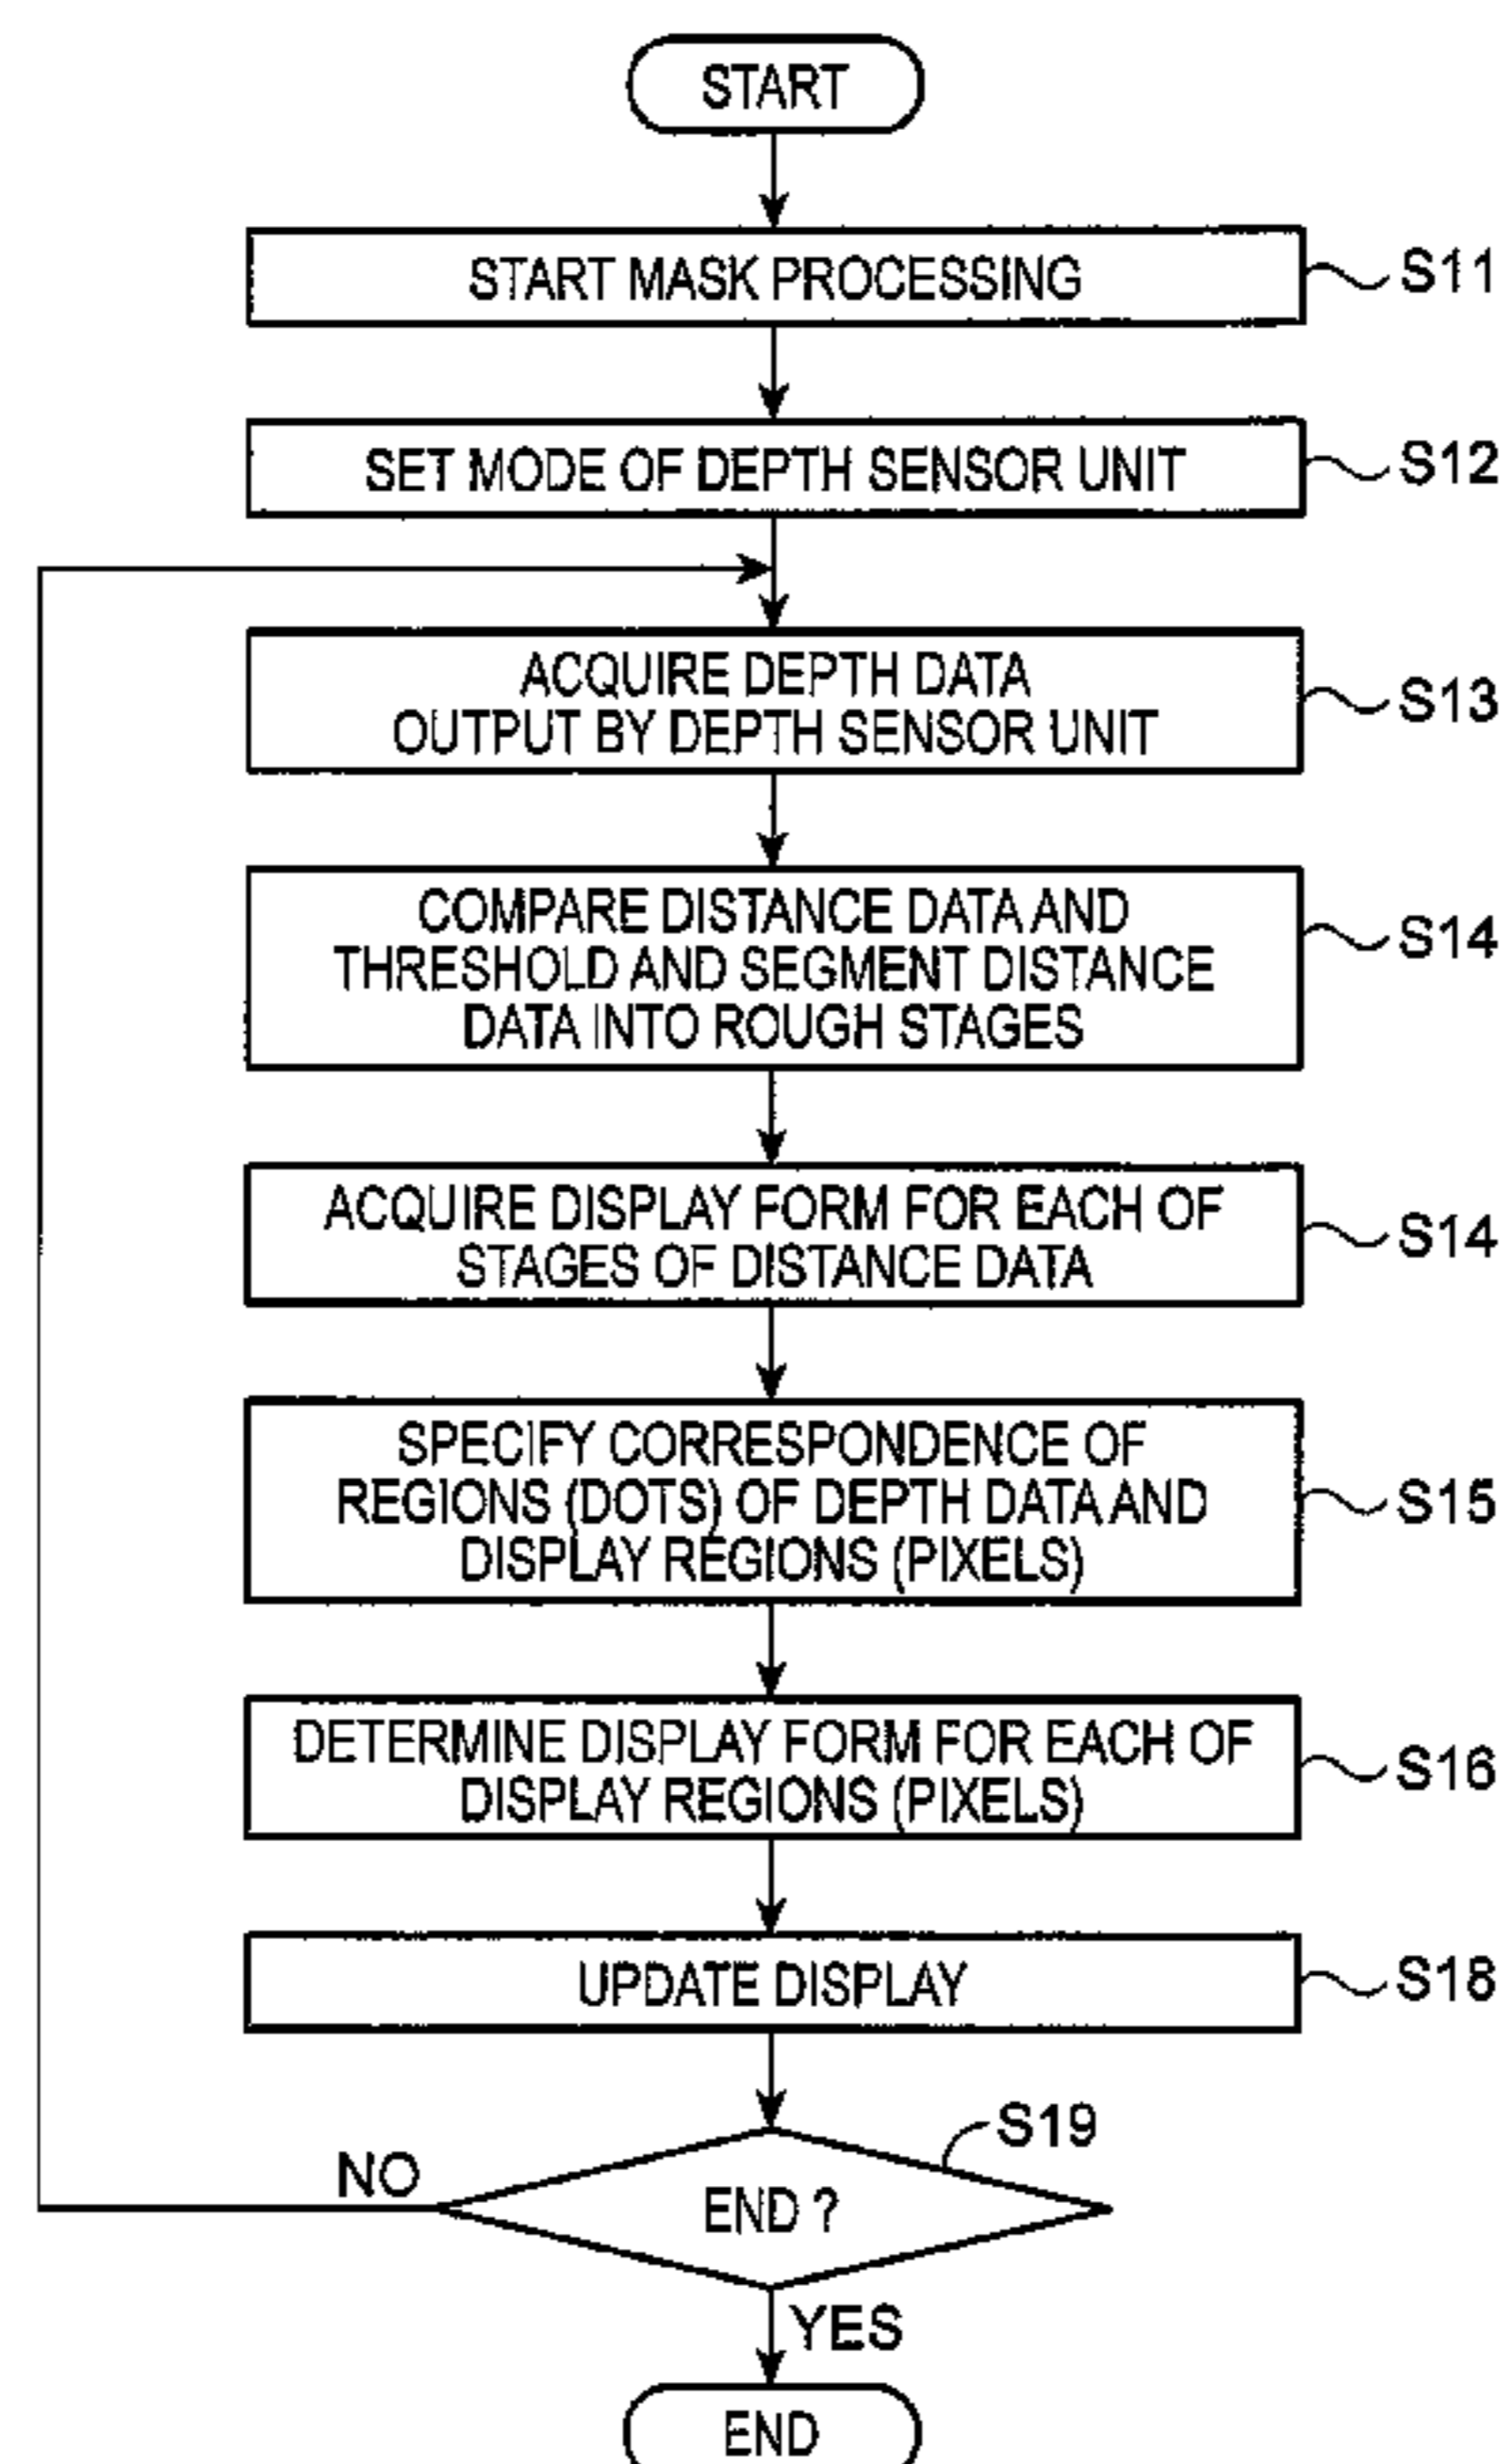 START
START MASK PROCESSING
S11
SET MODE OF DEPTH SENSOR UNIT
S12
ACQUIRE DEPTH DATA
OUTPUT BY DEPTH SENSOR UNIT
S13
COMPARE DISTANCE DATA AND
THRESHOLD AND SEGMENT DISTANCE
DATA INTO ROUGH STAGES
S14
ACQUIRE DISPLAY FORM FOR EACH OF
STAGES OF DISTANCE DATA
S14
SPECIFY CORRESPONDENCE OF
REGIONS (DOTS) OF DEPTH DATA AND
DISPLAY REGIONS (PIXELS)
S15
DETERMINE DISPLAY FORM FOR EACH OF
DISPLAY REGIONS (PIXELS)
S16
UPDATE DISPLAY
S18
S19
NO
END ?
YES
END